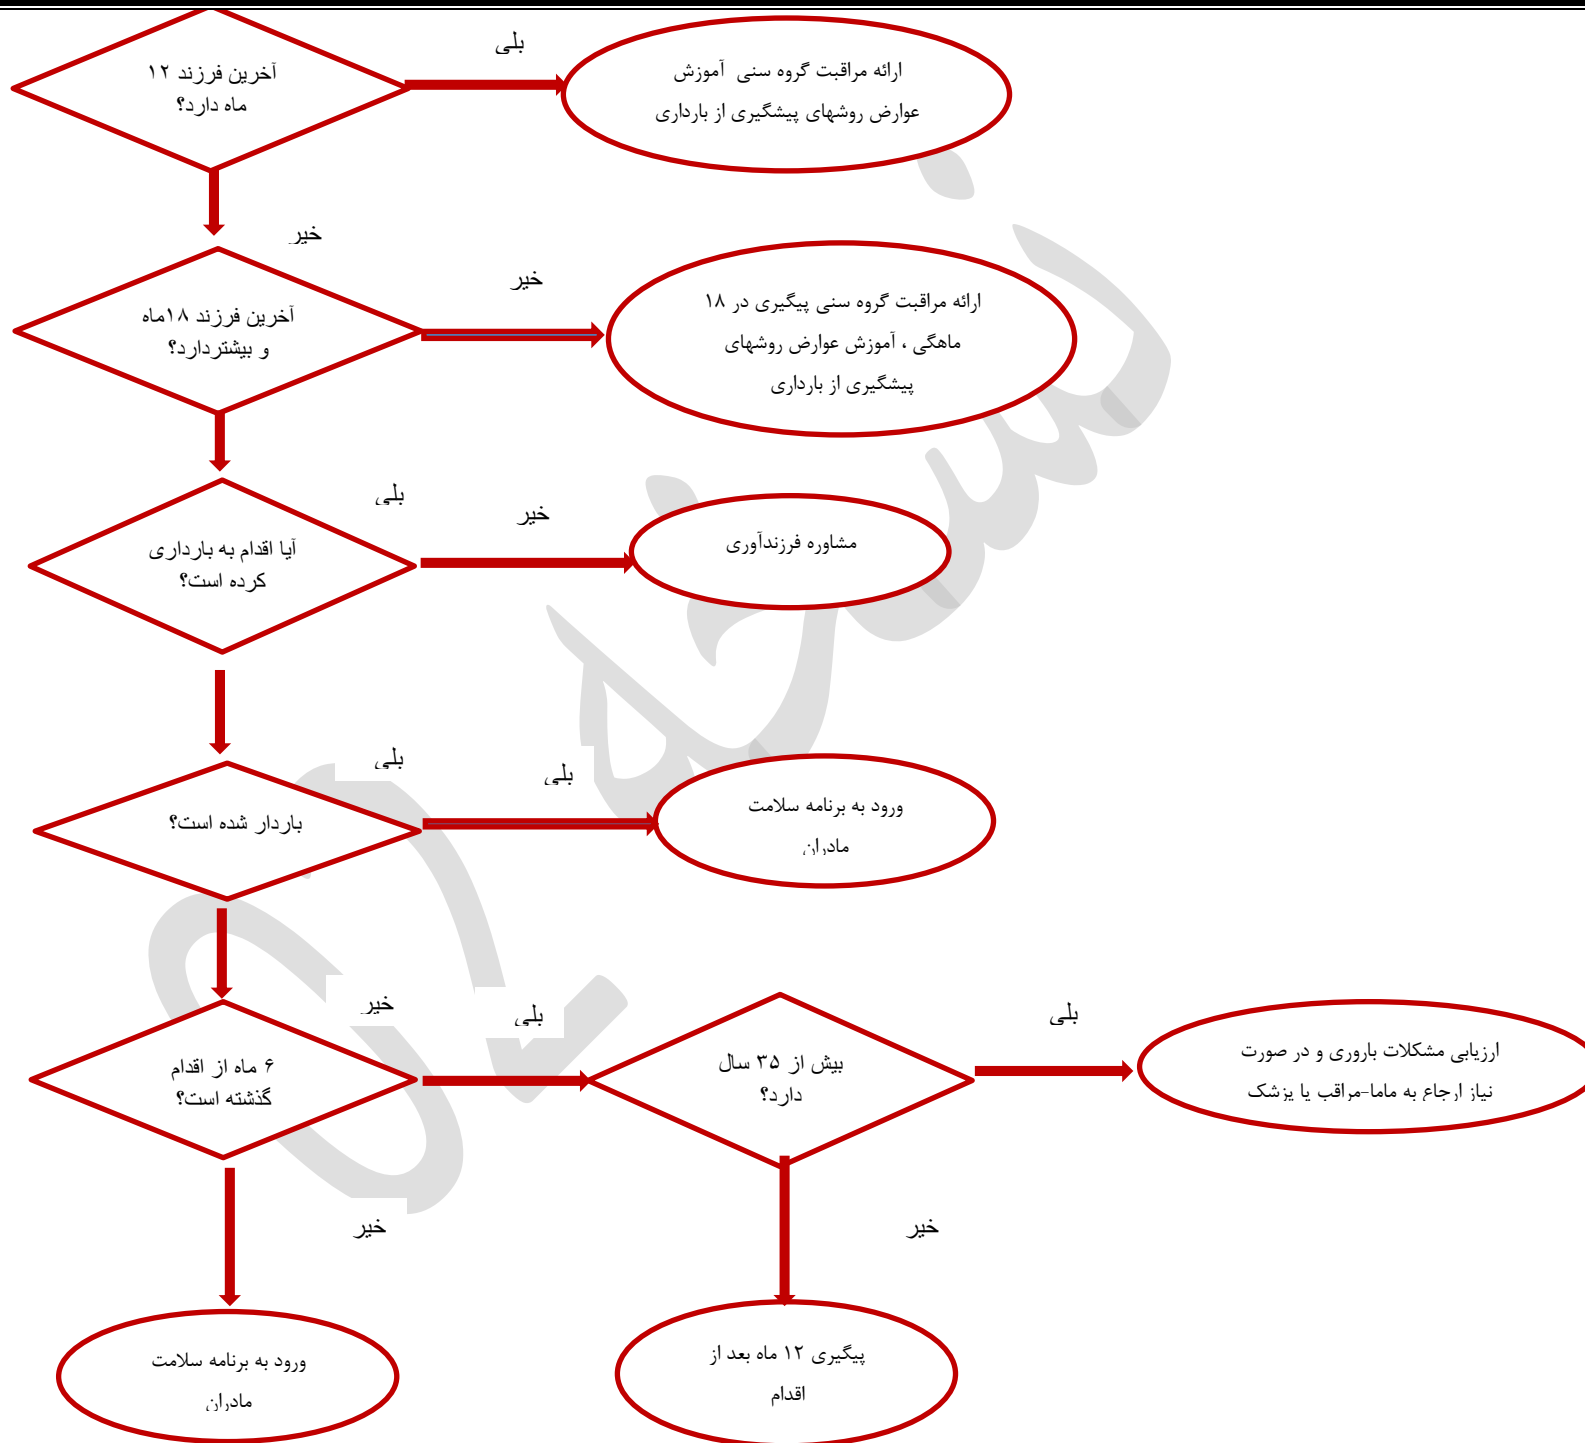 آخرین فرزند ۱۲
ماه دارد؟
بلی
ارائه مراقبت گروه سنی آموزش
عوارض روشهای پیشگیری از بارداری
خیر
آخرین فرزند ۱۸ماه
و بیشتردارد؟
خیر
ارائه مراقبت گروه سنی پیگیری در ۱۸
ماهگی ، آموزش عوارض روشهای
پیشگیری از بارداری
بلی
آیا اقدام به بارداری
کرده است؟
خیر
مشاوره فرزندآوری
بلی
باردار شده است؟
بلی
ورود به برنامه سلامت
مادران
خیر
۶ ماه از اقدام
گذشته است؟
بلی
بیش از ۳۵ سال
دارد؟
بلی
ارزیابی مشکلات باروری و در صورت
نیاز ارجاع به ماما-مراقب یا پزشک
خیر
ورود به برنامه سلامت
مادران
خیر
پیگیری ۱۲ ماه بعد از
اقدام